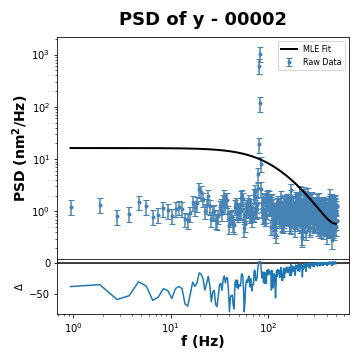 PSD of y - 00002
PSD (nm²/Hz)
10³
10²
10¹
10⁰
MLE Fit
Raw Data
Δ
0
−50
10⁰
10¹
10²
f (Hz)